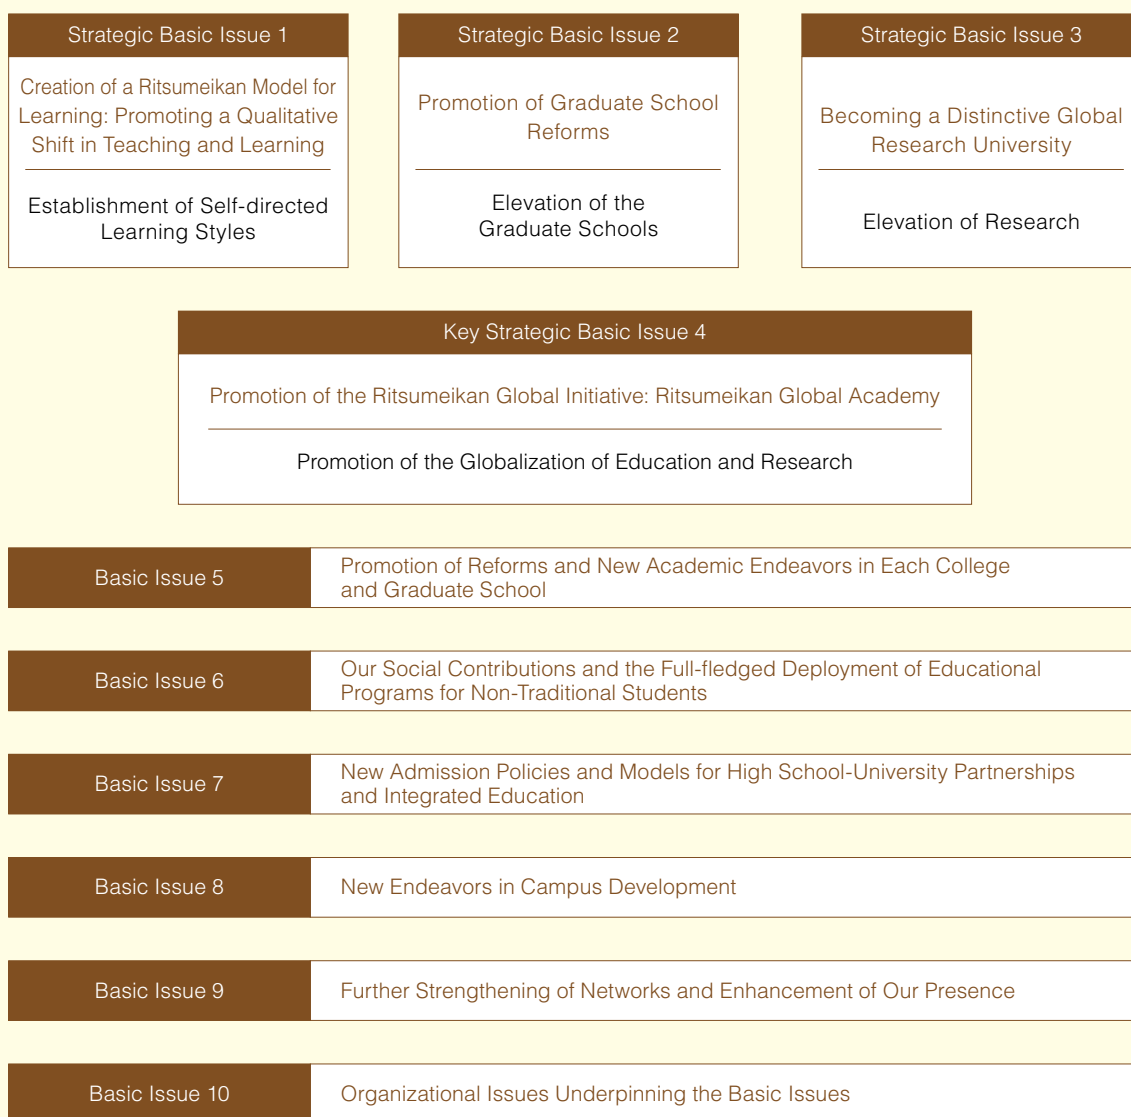 Strategic Basic Issue 1
Creation of a Ritsumeikan Model for
Learning: Promoting a Qualitative
Shift in Teaching and Learning
Establishment of Self-directed
Learning Styles
Strategic Basic Issue 2
Promotion of Graduate School
Reforms
Elevation of the
Graduate Schools
Strategic Basic Issue 3
Becoming a Distinctive Global
Research University
Elevation of Research
Key Strategic Basic Issue 4
Promotion of the Ritsumeikan Global Initiative: Ritsumeikan Global Academy
Promotion of the Globalization of Education and Research
Basic Issue 5
Promotion of Reforms and New Academic Endeavors in Each College
and Graduate School
Basic Issue 6
Our Social Contributions and the Full-fledged Deployment of Educational
Programs for Non-Traditional Students
Basic Issue 7
New Admission Policies and Models for High School-University Partnerships
and Integrated Education
Basic Issue 8
New Endeavors in Campus Development
Basic Issue 9
Further Strengthening of Networks and Enhancement of Our Presence
Basic Issue 10
Organizational Issues Underpinning the Basic Issues